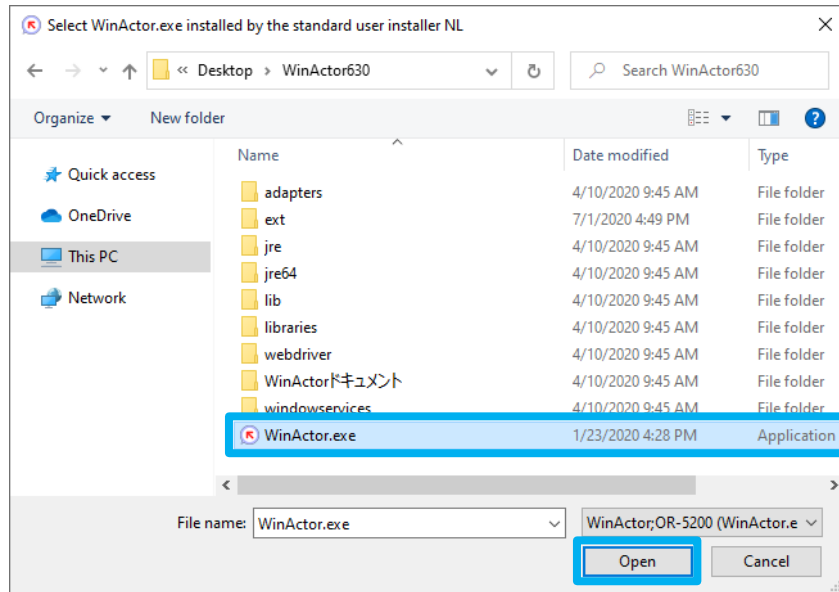 Select WinActor.exe installed by the standard user installer NL
« Desktop › WinActor630
Search WinActor630
Organize New folder
Name Date modified Type
Quick access
OneDrive
This PC
Network
adapters 4/10/2020 9:45 AM File folder
ext 7/1/2020 4:49 PM File folder
jre 4/10/2020 9:45 AM File folder
jre64 4/10/2020 9:45 AM File folder
lib 4/10/2020 9:45 AM File folder
libraries 4/10/2020 9:45 AM File folder
webdriver 4/10/2020 9:45 AM File folder
WinActorドキュメント 4/10/2020 9:45 AM File folder
windowservices 4/10/2020 9:45 AM File folder
WinActor.exe 1/23/2020 4:28 PM Application
File name: WinActor.exe WinActor;OR-5200 (WinActor.e
Open Cancel